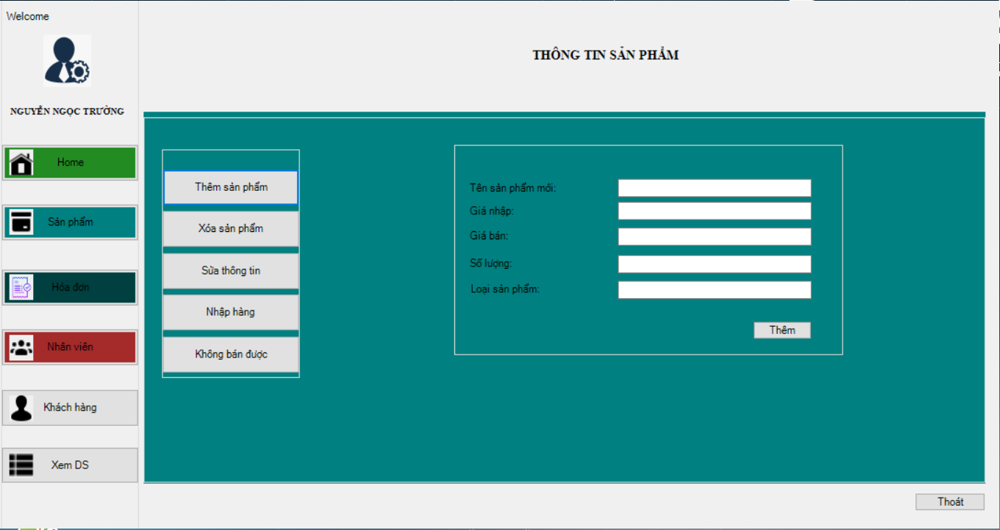 Welcome
NGUYỄN NGỌC TRƯỜNG
Home
Sản phẩm
Hóa đơn
Nhân viên
Khách hàng
Xem DS
THÔNG TIN SẢN PHẨM
Thêm sản phẩm
Xóa sản phẩm
Sửa thông tin
Nhập hàng
Không bán được
Tên sản phẩm mới:
Giá nhập:
Giá bán:
Số lượng:
Loại sản phẩm:
Thêm
Thoát